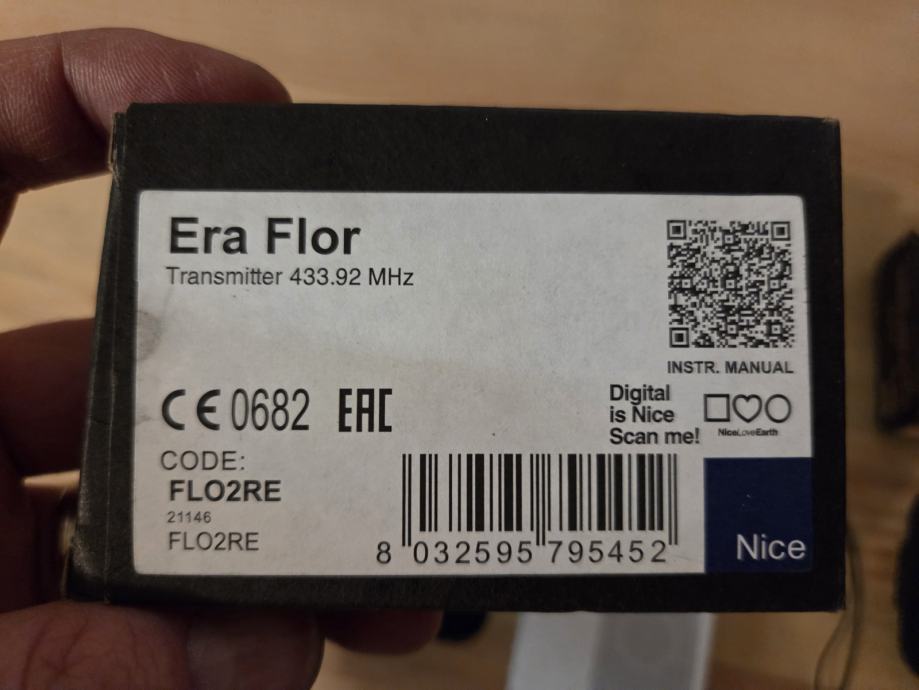 Era Flor
Transmitter 433.92 MHz
INSTR. MANUAL
CE 0682 EAC
Digital
is Nice
Scan me!
NiceLoveEarth
CODE:
FLO2RE
21146
FLO2RE
8 032595 795452
Nice